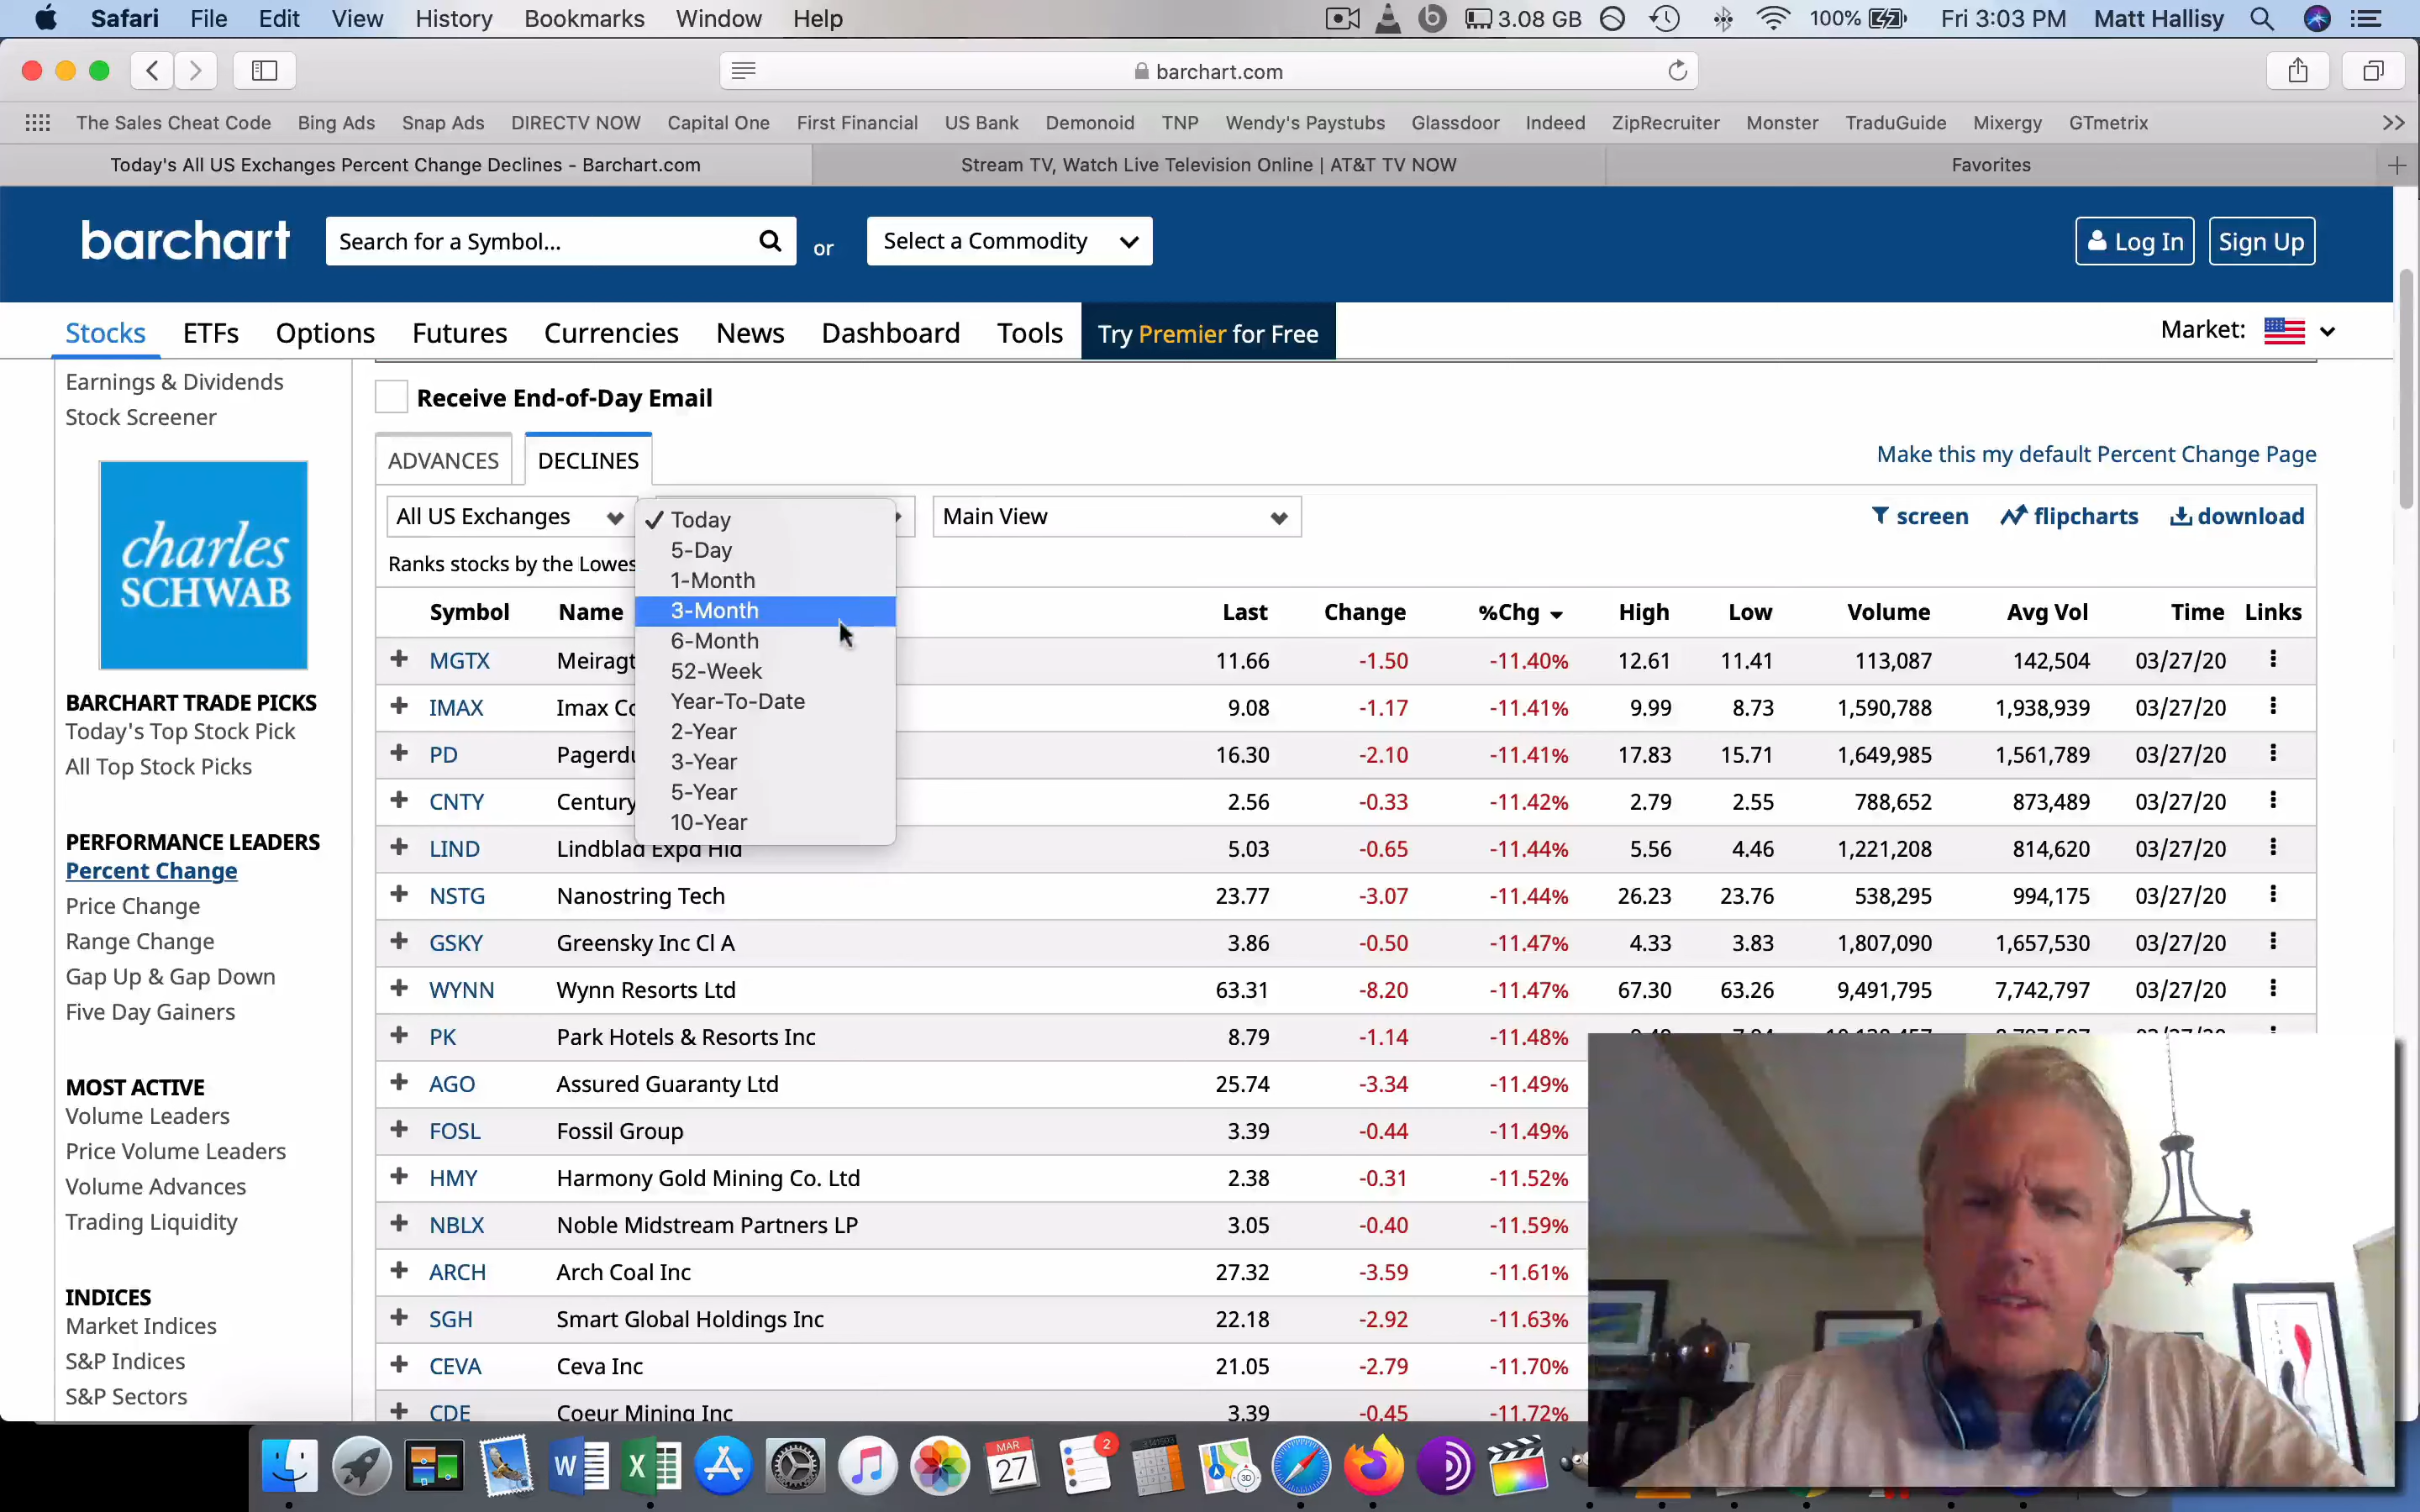 Safari File Edit View History Bookmarks Window Help 3.08 GB 100% Fri 3:03 PM Matt Hallisy
barchart.com
The Sales Cheat Code Bing Ads Snap Ads DIRECTV NOW Capital One First Financial US Bank Demonoid TNP Wendy's Paystubs Glassdoor Indeed ZipRecruiter Monster TraduGuide Mixergy GTmetrix
Today's All US Exchanges Percent Change Declines - Barchart.com Stream TV, Watch Live Television Online | AT&T TV NOW Favorites
barchart Search for a Symbol... or Select a Commodity Log In Sign Up
Stocks ETFs Options Futures Currencies News Dashboard Tools Try Premier for Free Market:
Earnings & Dividends
Stock Screener
charles
SCHWAB
BARCHART TRADE PICKS
Today's Top Stock Pick
All Top Stock Picks
PERFORMANCE LEADERS
Percent Change
Price Change
Range Change
Gap Up & Gap Down
Five Day Gainers
MOST ACTIVE
Volume Leaders
Price Volume Leaders
Volume Advances
Trading Liquidity
INDICES
Market Indices
S&P Indices
S&P Sectors
Receive End-of-Day Email
ADVANCES DECLINES Make this my default Percent Change Page
All US Exchanges Main View screen flipcharts download
Today
5-Day
1-Month
3-Month
6-Month
52-Week
Year-To-Date
2-Year
3-Year
5-Year
10-Year
Ranks stocks by the Lowes
Symbol Name Last Change %Chg High Low Volume Avg Vol Time Links
MGTX Meiragt 11.66 -1.50 -11.40% 12.61 11.41 113,087 142,504 03/27/20
IMAX Imax Co 9.08 -1.17 -11.41% 9.99 8.73 1,590,788 1,938,939 03/27/20
PD Pagerdu 16.30 -2.10 -11.41% 17.83 15.71 1,649,985 1,561,789 03/27/20
CNTY Century 2.56 -0.33 -11.42% 2.79 2.55 788,652 873,489 03/27/20
LIND Lindblad Expd Hld 5.03 -0.65 -11.44% 5.56 4.46 1,221,208 814,620 03/27/20
NSTG Nanostring Tech 23.77 -3.07 -11.44% 26.23 23.76 538,295 994,175 03/27/20
GSKY Greensky Inc Cl A 3.86 -0.50 -11.47% 4.33 3.83 1,807,090 1,657,530 03/27/20
WYNN Wynn Resorts Ltd 63.31 -8.20 -11.47% 67.30 63.26 9,491,795 7,742,797 03/27/20
PK Park Hotels & Resorts Inc 8.79 -1.14 -11.48%
AGO Assured Guaranty Ltd 25.74 -3.34 -11.49%
FOSL Fossil Group 3.39 -0.44 -11.49%
HMY Harmony Gold Mining Co. Ltd 2.38 -0.31 -11.52%
NBLX Noble Midstream Partners LP 3.05 -0.40 -11.59%
ARCH Arch Coal Inc 27.32 -3.59 -11.61%
SGH Smart Global Holdings Inc 22.18 -2.92 -11.63%
CEVA Ceva Inc 21.05 -2.79 -11.70%
CDE Coeur Mining Inc 3.39 -0.45 -11.72%
MAR
27
2
W
X
3D